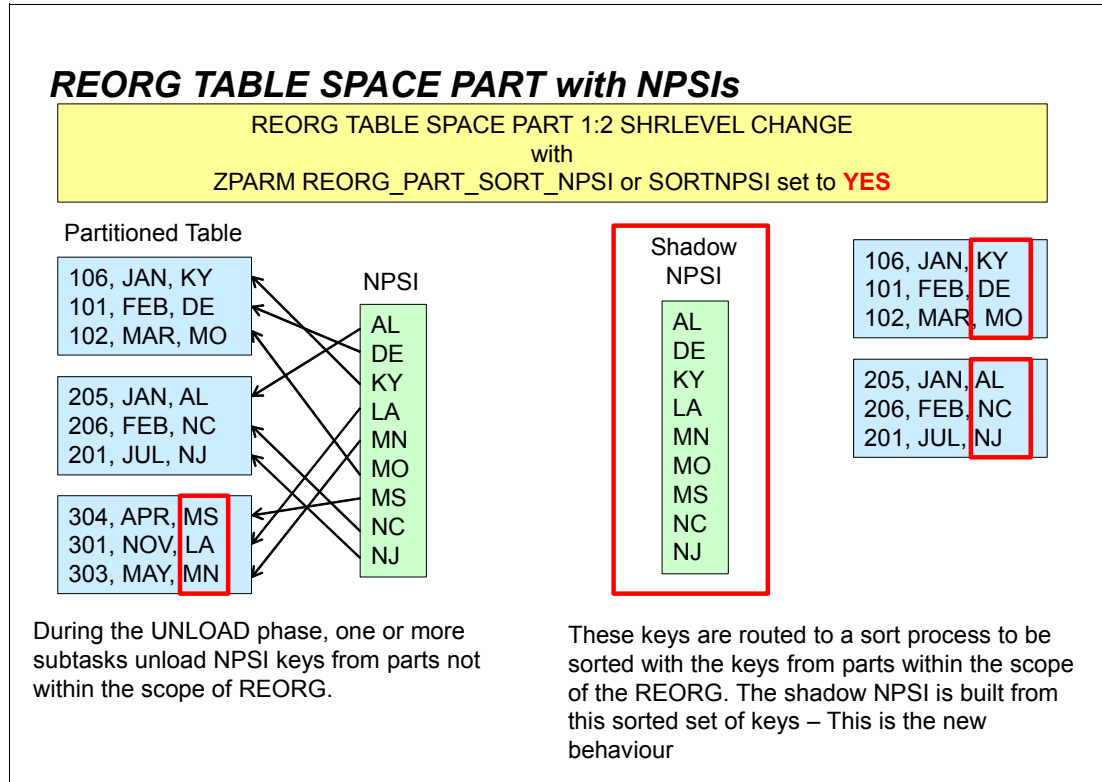 REORG TABLE SPACE PART with NPSIs
REORG TABLE SPACE PART 1:2 SHRLEVEL CHANGE
with
ZPARM REORG_PART_SORT_NPSI or SORTNPSI set to YES
Partitioned Table
106, JAN, KY
101, FEB, DE
102, MAR, MO
205, JAN, AL
206, FEB, NC
201, JUL, NJ
304, APR, MS
301, NOV, LA
303, MAY, MN
NPSI
AL
DE
KY
LA
MN
MO
MS
NC
NJ
During the UNLOAD phase, one or more
subtasks unload NPSI keys from parts not
within the scope of REORG.
Shadow
NPSI
AL
DE
KY
LA
MN
MO
MS
NC
NJ
106, JAN, KY
101, FEB, DE
102, MAR, MO
205, JAN, AL
206, FEB, NC
201, JUL, NJ
These keys are routed to a sort process to be
sorted with the keys from parts within the scope
of the REORG. The shadow NPSI is built from
this sorted set of keys – This is the new
behaviour